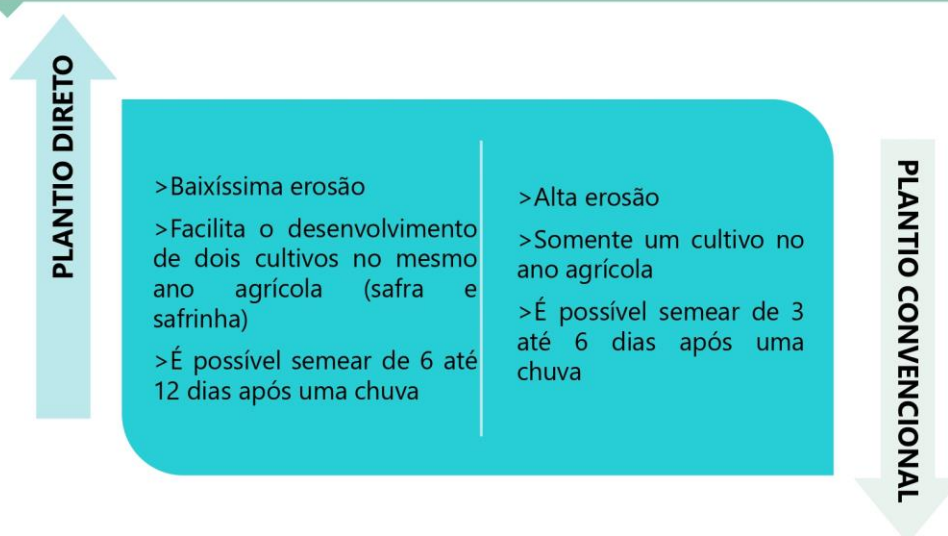 PLANTIO DIRETO
>Baixíssima erosão
>Facilita o desenvolvimento
de dois cultivos no mesmo
ano agrícola (safra e
safrinha)
>É possível semear de 6 até
12 dias após uma chuva
>Alta erosão
>Somente um cultivo no
ano agrícola
>É possível semear de 3
até 6 dias após uma
chuva
PLANTIO CONVENCIONAL